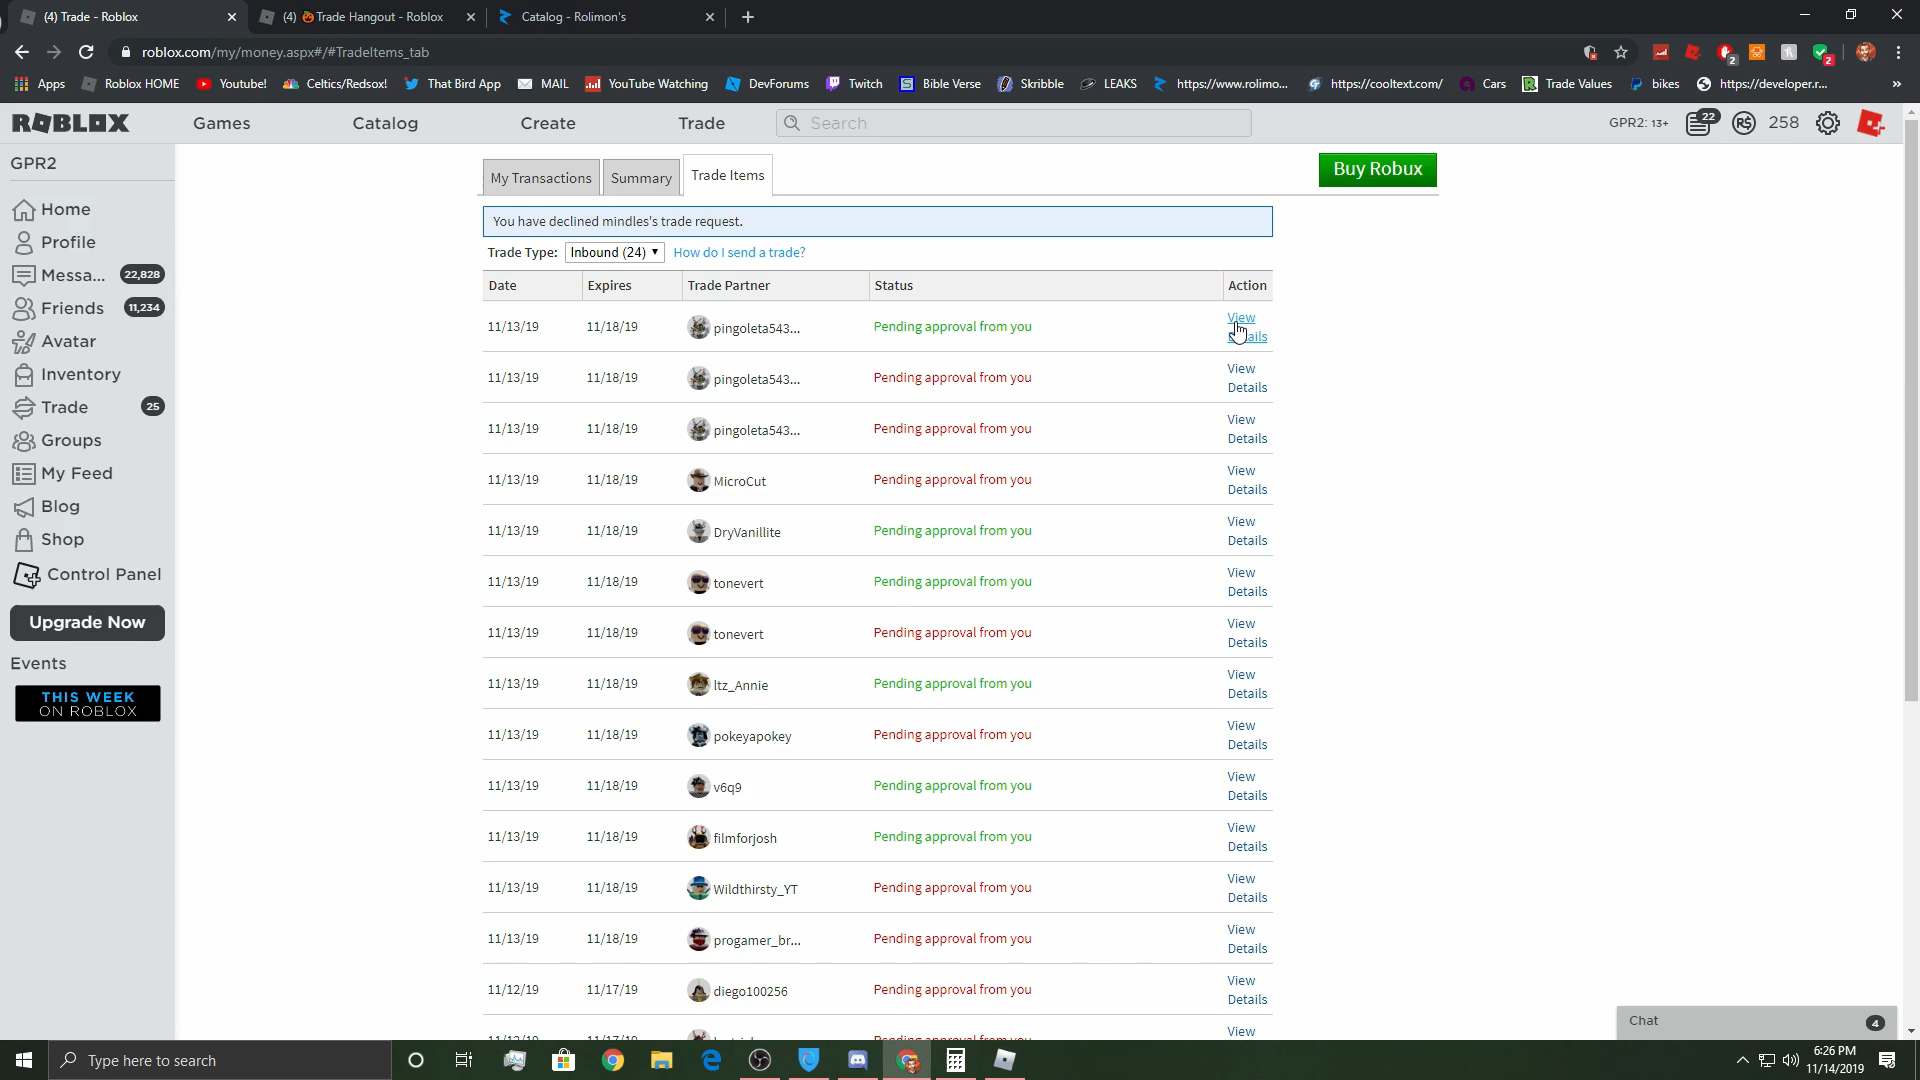 (4) Trade - Roblox
(4) 🎃Trade Hangout - Roblox
Catalog - Rolimon's
roblox.com/my/money.aspx#/#TradeItems_tab
2
2
Apps
Roblox HOME
Youtube!
Celtics/Redsox!
That Bird App
MAIL
YouTube Watching
DevForums
Twitch
Bible Verse
Skribble
LEAKS
https://www.rolimo...
https://cooltext.com/
Cars
Trade Values
bikes
https://developer.r...
»
ROBLOX
Games
Catalog
Create
Trade
Search
GPR2: 13+
22
258
GPR2
Home
Profile
Messa... 22,828
Friends 11,234
Avatar
Inventory
Trade 25
Groups
My Feed
Blog
Shop
Control Panel
Upgrade Now
Events
THIS WEEK
ON ROBLOX
My Transactions
Summary
Trade Items
Buy Robux
You have declined mindles's trade request.
Trade Type: Inbound (24) How do I send a trade?
Date Expires Trade Partner Status Action
11/13/19 11/18/19 pingoleta543... Pending approval from you View
11/13/19 11/18/19 pingoleta543... Pending approval from you View
Details
11/13/19 11/18/19 pingoleta543... Pending approval from you View
Details
11/13/19 11/18/19 MicroCut Pending approval from you View
Details
11/13/19 11/18/19 DryVanillite Pending approval from you View
Details
11/13/19 11/18/19 tonevert Pending approval from you View
Details
11/13/19 11/18/19 tonevert Pending approval from you View
Details
11/13/19 11/18/19 ltz_Annie Pending approval from you View
Details
11/13/19 11/18/19 pokeyapokey Pending approval from you View
Details
11/13/19 11/18/19 v6q9 Pending approval from you View
Details
11/13/19 11/18/19 filmforjosh Pending approval from you View
Details
11/13/19 11/18/19 Wildthirsty_YT Pending approval from you View
Details
11/13/19 11/18/19 progamer_br... Pending approval from you View
Details
11/12/19 11/17/19 diego100256 Pending approval from you View
Details
View
Chat 4
Type here to search
6:26 PM
11/14/2019